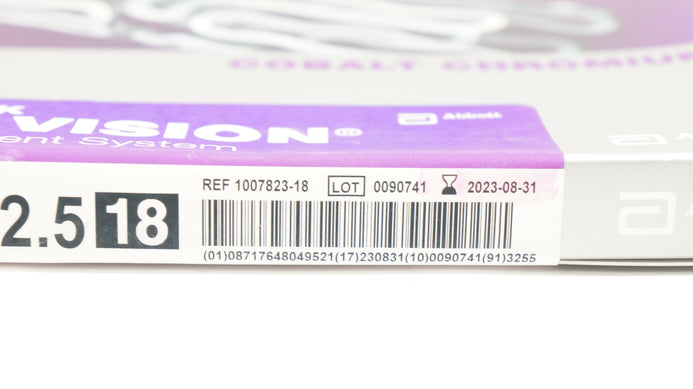 COBALT CHROMIUM
K
VISION®
ent System
Abbott
2.5 18
REF 1007823-18 LOT 0090741 2023-08-31
(01)08717648049521(17)230831(10)0090741(91)3255